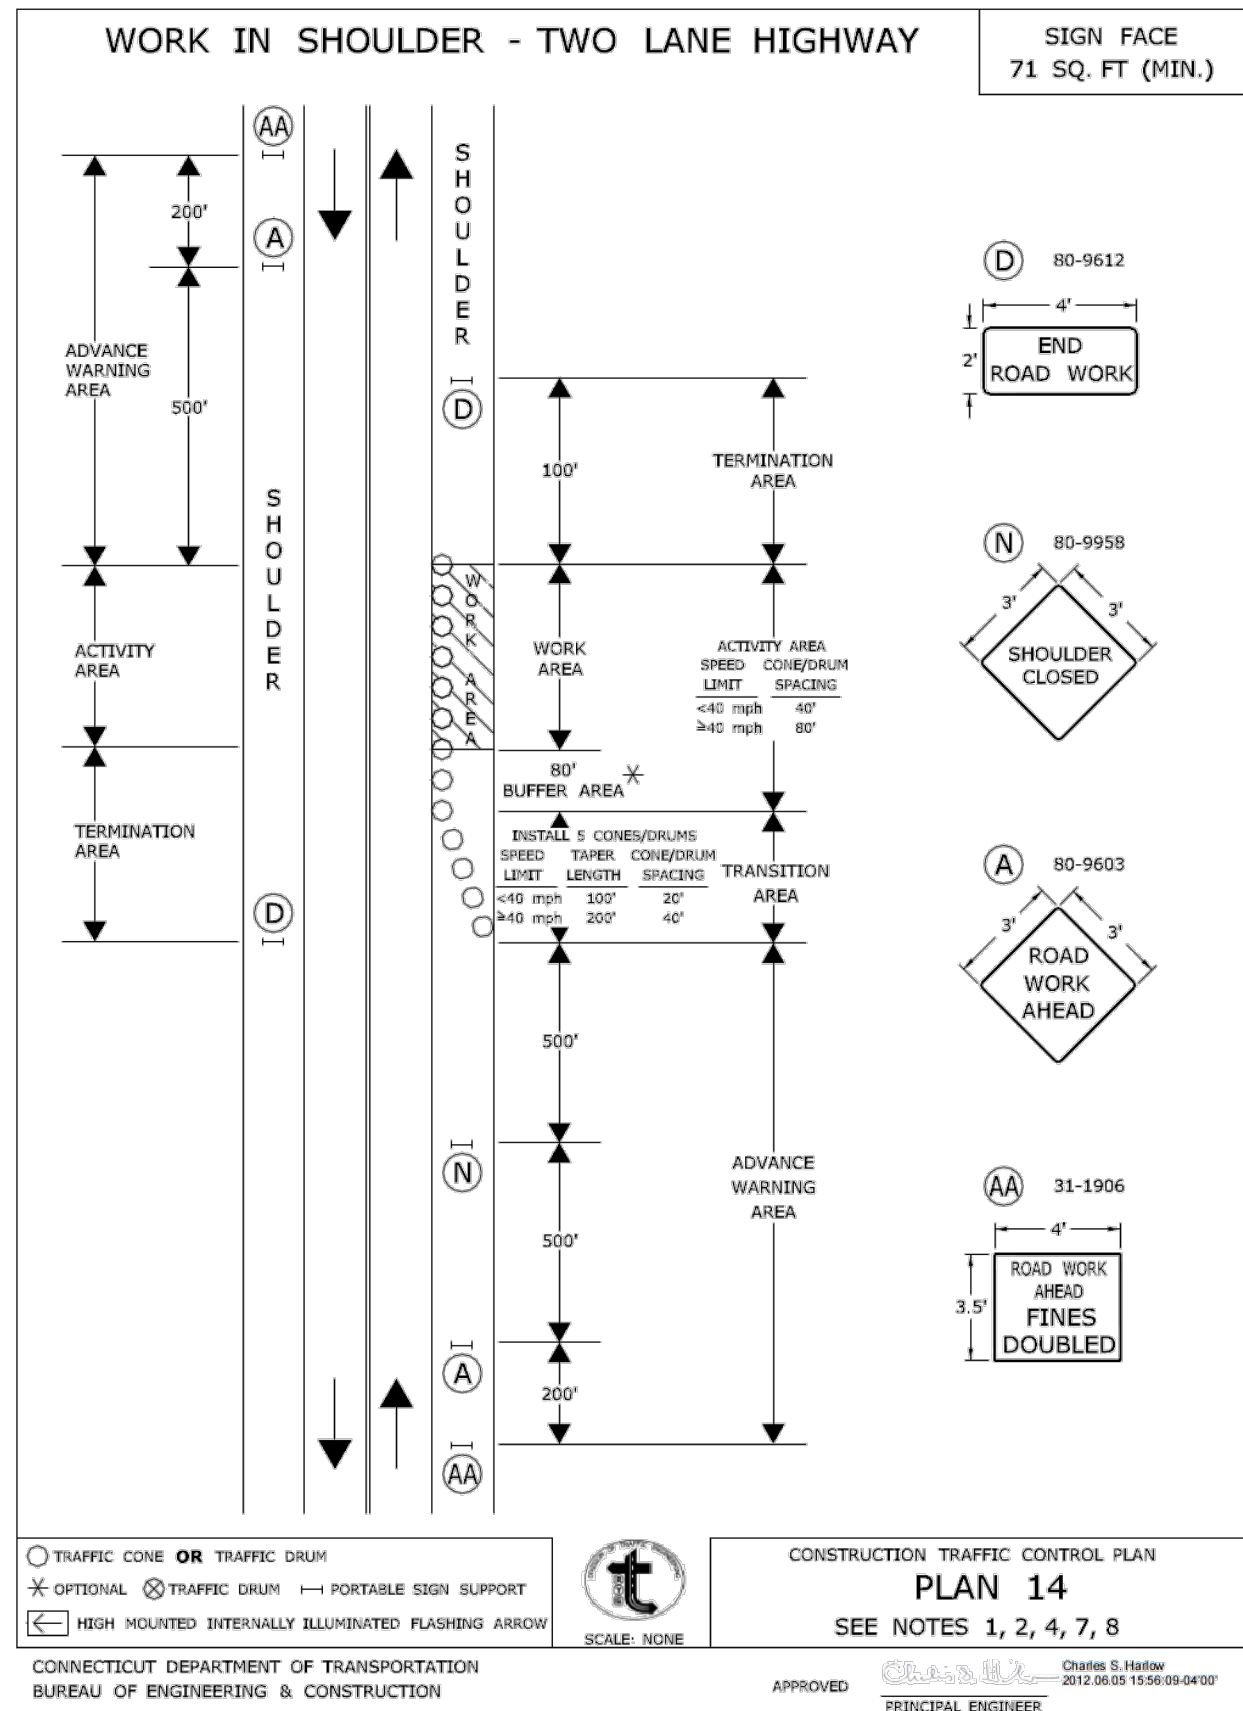 WORK IN SHOULDER - TWO LANE HIGHWAY
SIGN FACE
71 SQ. FT (MIN.)
AA
200'
A
ADVANCE
WARNING
AREA
500'
SHOULDER
ACTIVITY
AREA
TERMINATION
AREA
D
SHOULDER
D
100'
TERMINATION
AREA
WORK AREA
WORK
AREA
ACTIVITY AREA
SPEED CONE/DRUM
LIMIT SPACING
<40 mph 40'
≥40 mph 80'
80'
BUFFER AREA
INSTALL 5 CONES/DRUMS
SPEED TAPER CONE/DRUM
LIMIT LENGTH SPACING
<40 mph 100' 20'
≥40 mph 200' 40'
TRANSITION
AREA
500'
N
ADVANCE
WARNING
AREA
500'
A
200'
AA
D 80-9612
4'
2'
END
ROAD WORK
N 80-9958
3' 3'
SHOULDER
CLOSED
A 80-9603
3' 3'
ROAD
WORK
AHEAD
AA 31-1906
4'
3.5'
ROAD WORK
AHEAD
FINES
DOUBLED
TRAFFIC CONE OR TRAFFIC DRUM
OPTIONAL TRAFFIC DRUM PORTABLE SIGN SUPPORT
HIGH MOUNTED INTERNALLY ILLUMINATED FLASHING ARROW
SCALE: NONE
CONSTRUCTION TRAFFIC CONTROL PLAN
PLAN 14
SEE NOTES 1, 2, 4, 7, 8
CONNECTICUT DEPARTMENT OF TRANSPORTATION
BUREAU OF ENGINEERING & CONSTRUCTION
APPROVED
Charles S. Harlow
2012.06.05 15:56:09-04'00'
PRINCIPAL ENGINEER